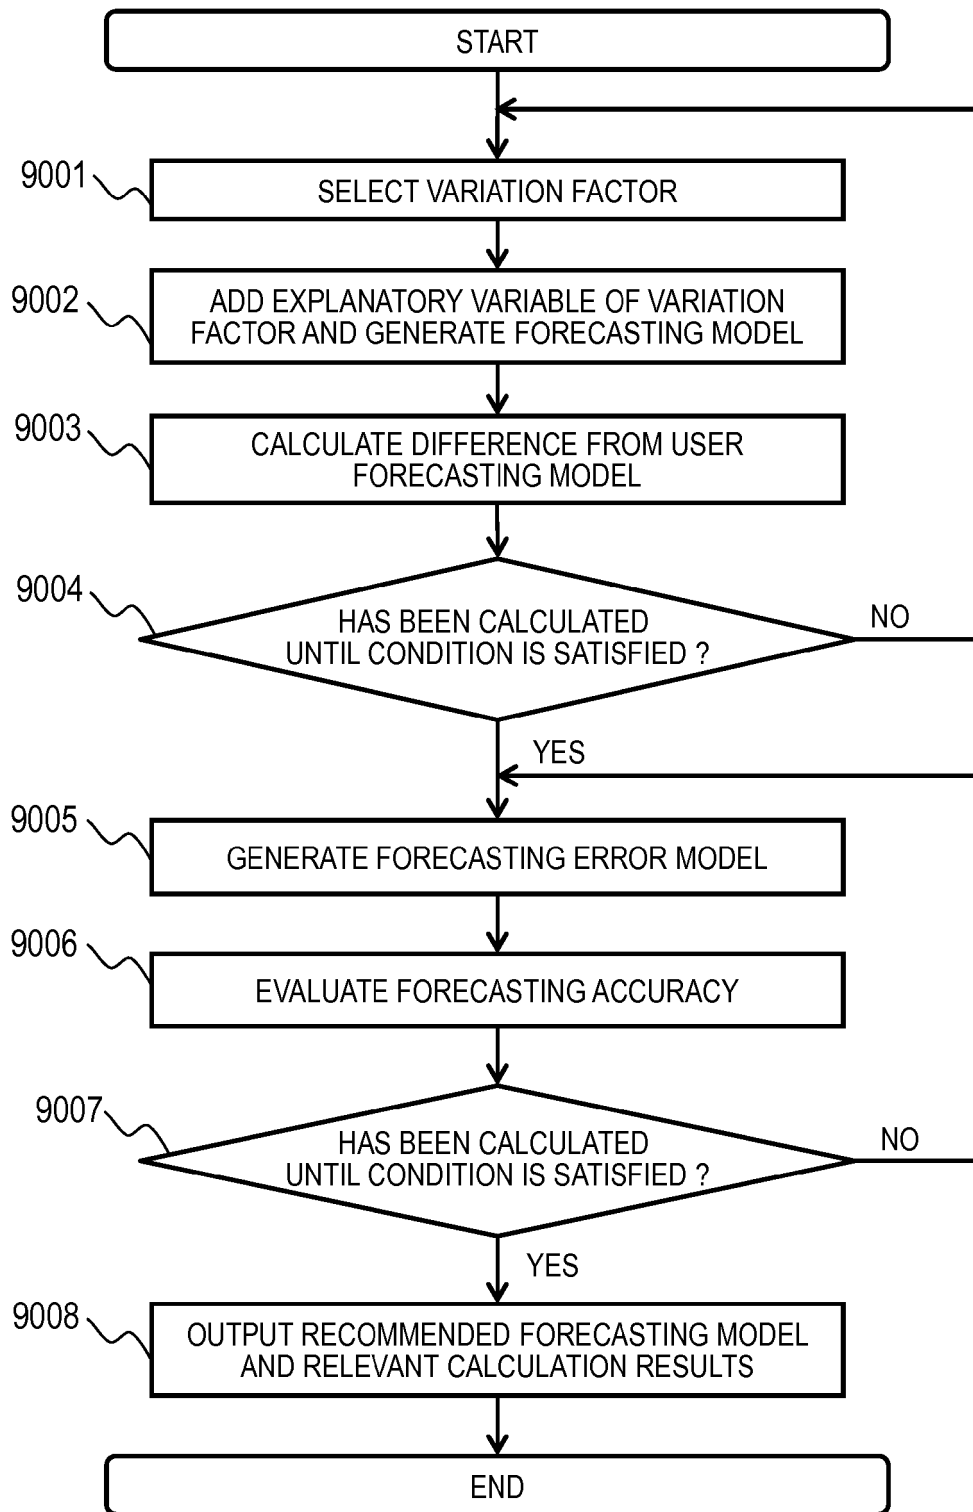 START
9001
SELECT VARIATION FACTOR
9002
ADD EXPLANATORY VARIABLE OF VARIATION
FACTOR AND GENERATE FORECASTING MODEL
9003
CALCULATE DIFFERENCE FROM USER
FORECASTING MODEL
9004
HAS BEEN CALCULATED
UNTIL CONDITION IS SATISFIED ?
NO
YES
9005
GENERATE FORECASTING ERROR MODEL
9006
EVALUATE FORECASTING ACCURACY
9007
HAS BEEN CALCULATED
UNTIL CONDITION IS SATISFIED ?
NO
YES
9008
OUTPUT RECOMMENDED FORECASTING MODEL
AND RELEVANT CALCULATION RESULTS
END